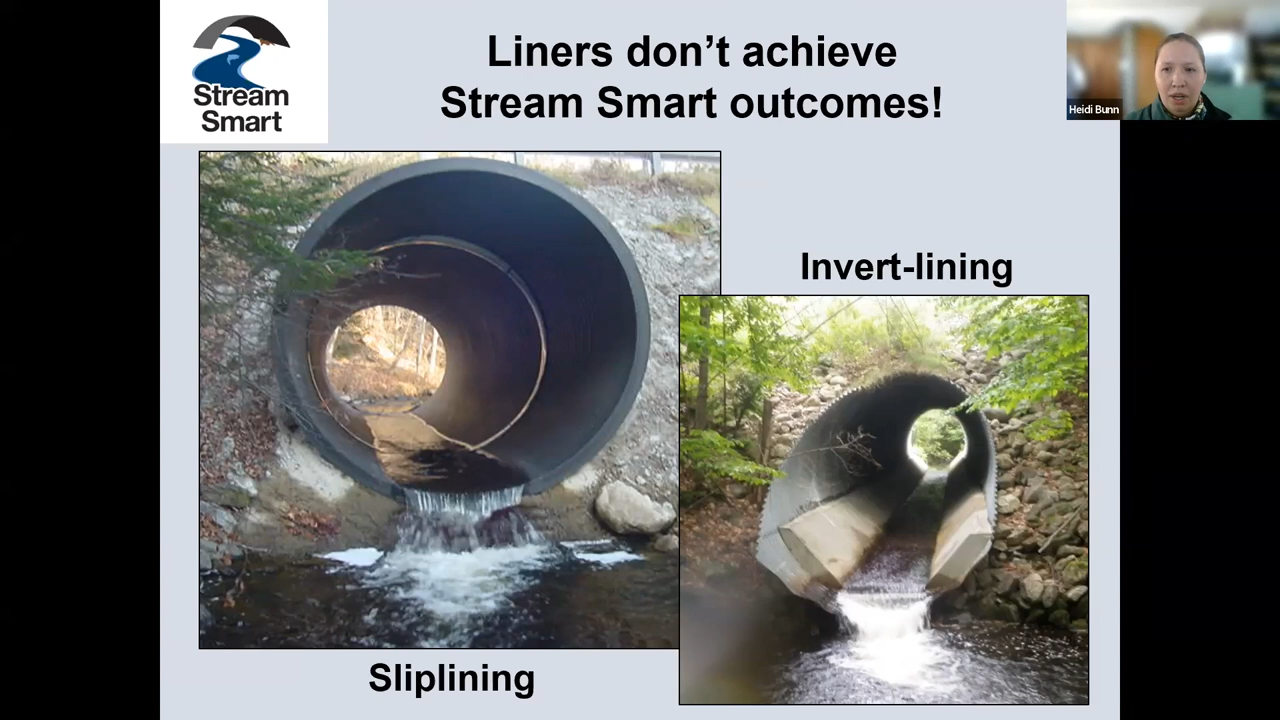 Stream
Smart
Liners don’t achieve
Stream Smart outcomes!
Heidi Bunn
Invert-lining
Sliplining